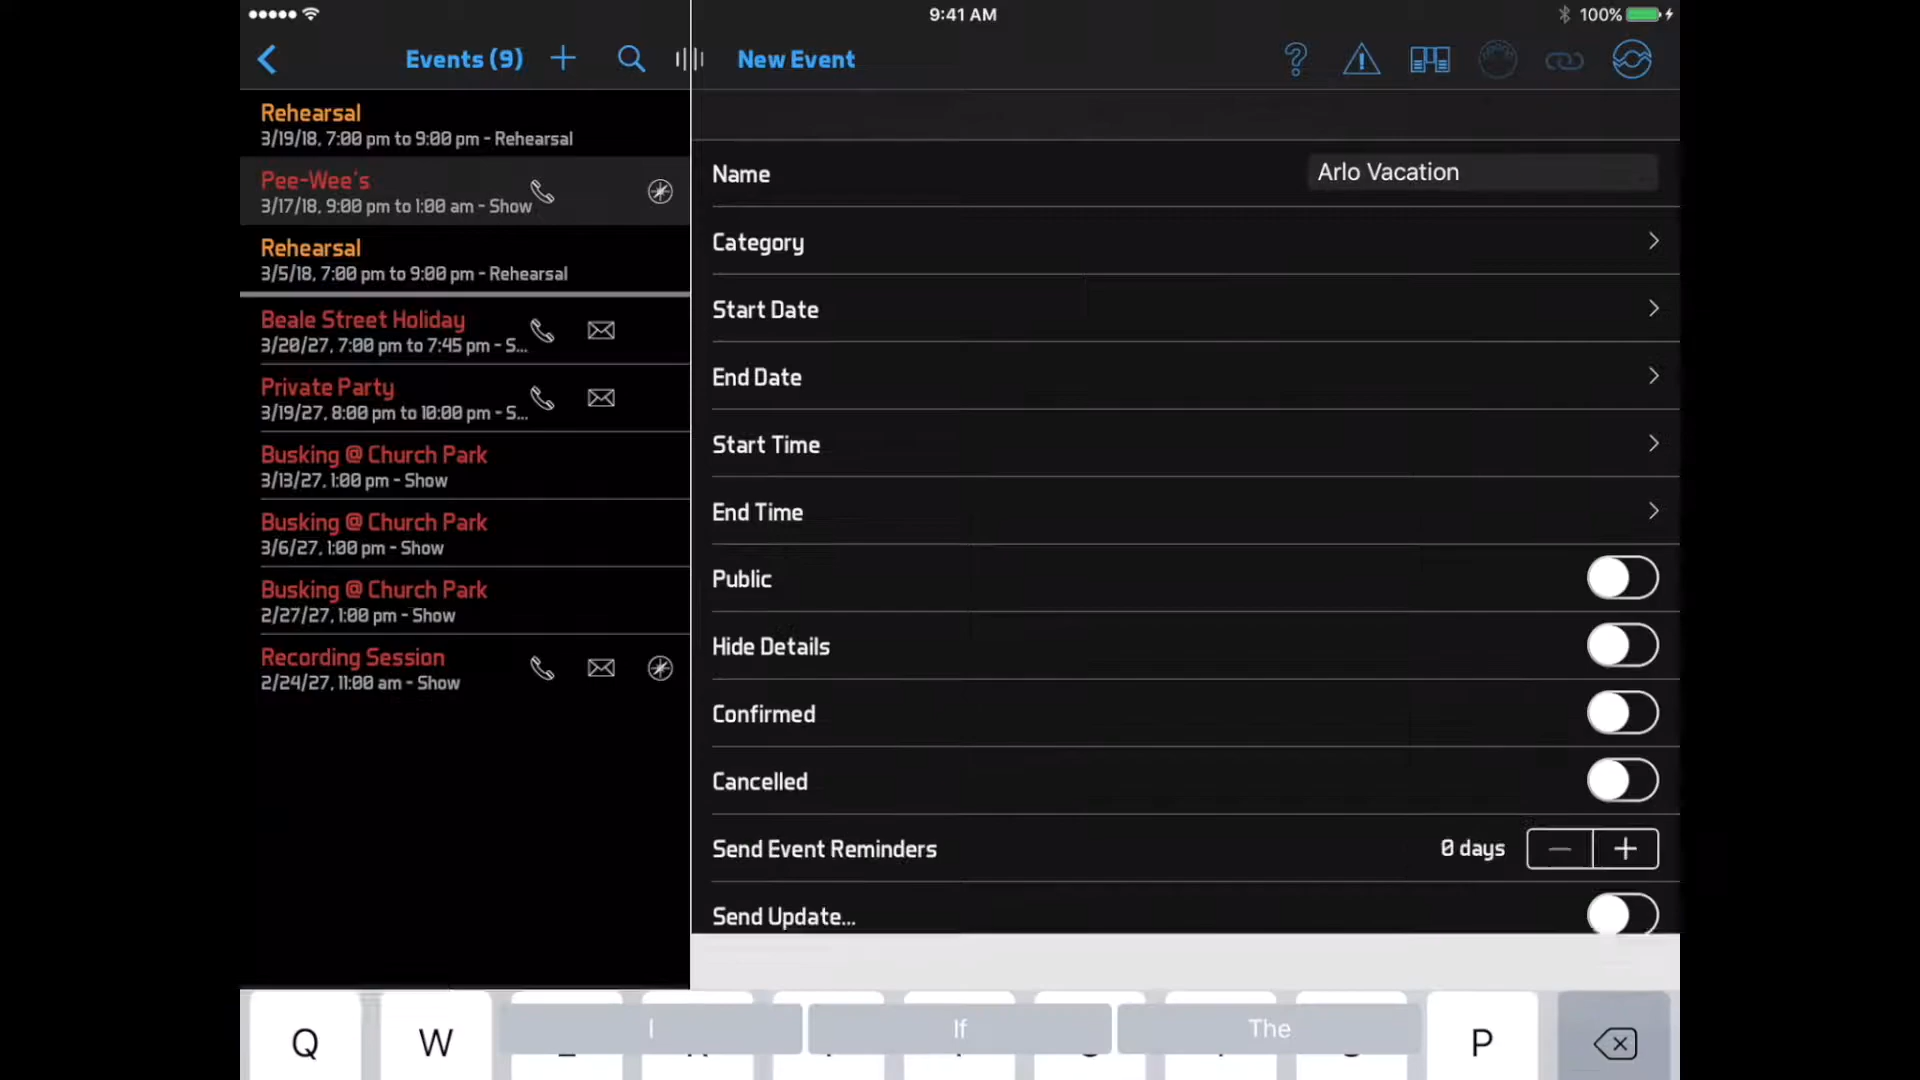 9:41 AM
100%
Events (9)
New Event
Rehearsal
3/19/18, 7:00 pm to 9:00 pm - Rehearsal
Pee-Wee's
3/17/18, 9:00 pm to 1:00 am - Show
Rehearsal
3/5/18, 7:00 pm to 9:00 pm - Rehearsal
Beale Street Holiday
3/20/27, 7:00 pm to 7:45 pm - S...
Private Party
3/19/27, 8:00 pm to 10:00 pm - S...
Busking @ Church Park
3/13/27, 1:00 pm - Show
Busking @ Church Park
3/6/27, 1:00 pm - Show
Busking @ Church Park
2/27/27, 1:00 pm - Show
Recording Session
2/24/27, 11:00 am - Show
Name
Arlo Vacation
Category
Start Date
End Date
Start Time
End Time
Public
Hide Details
Confirmed
Cancelled
Send Event Reminders
0 days
Send Update...
I
If
The
Q
W
P